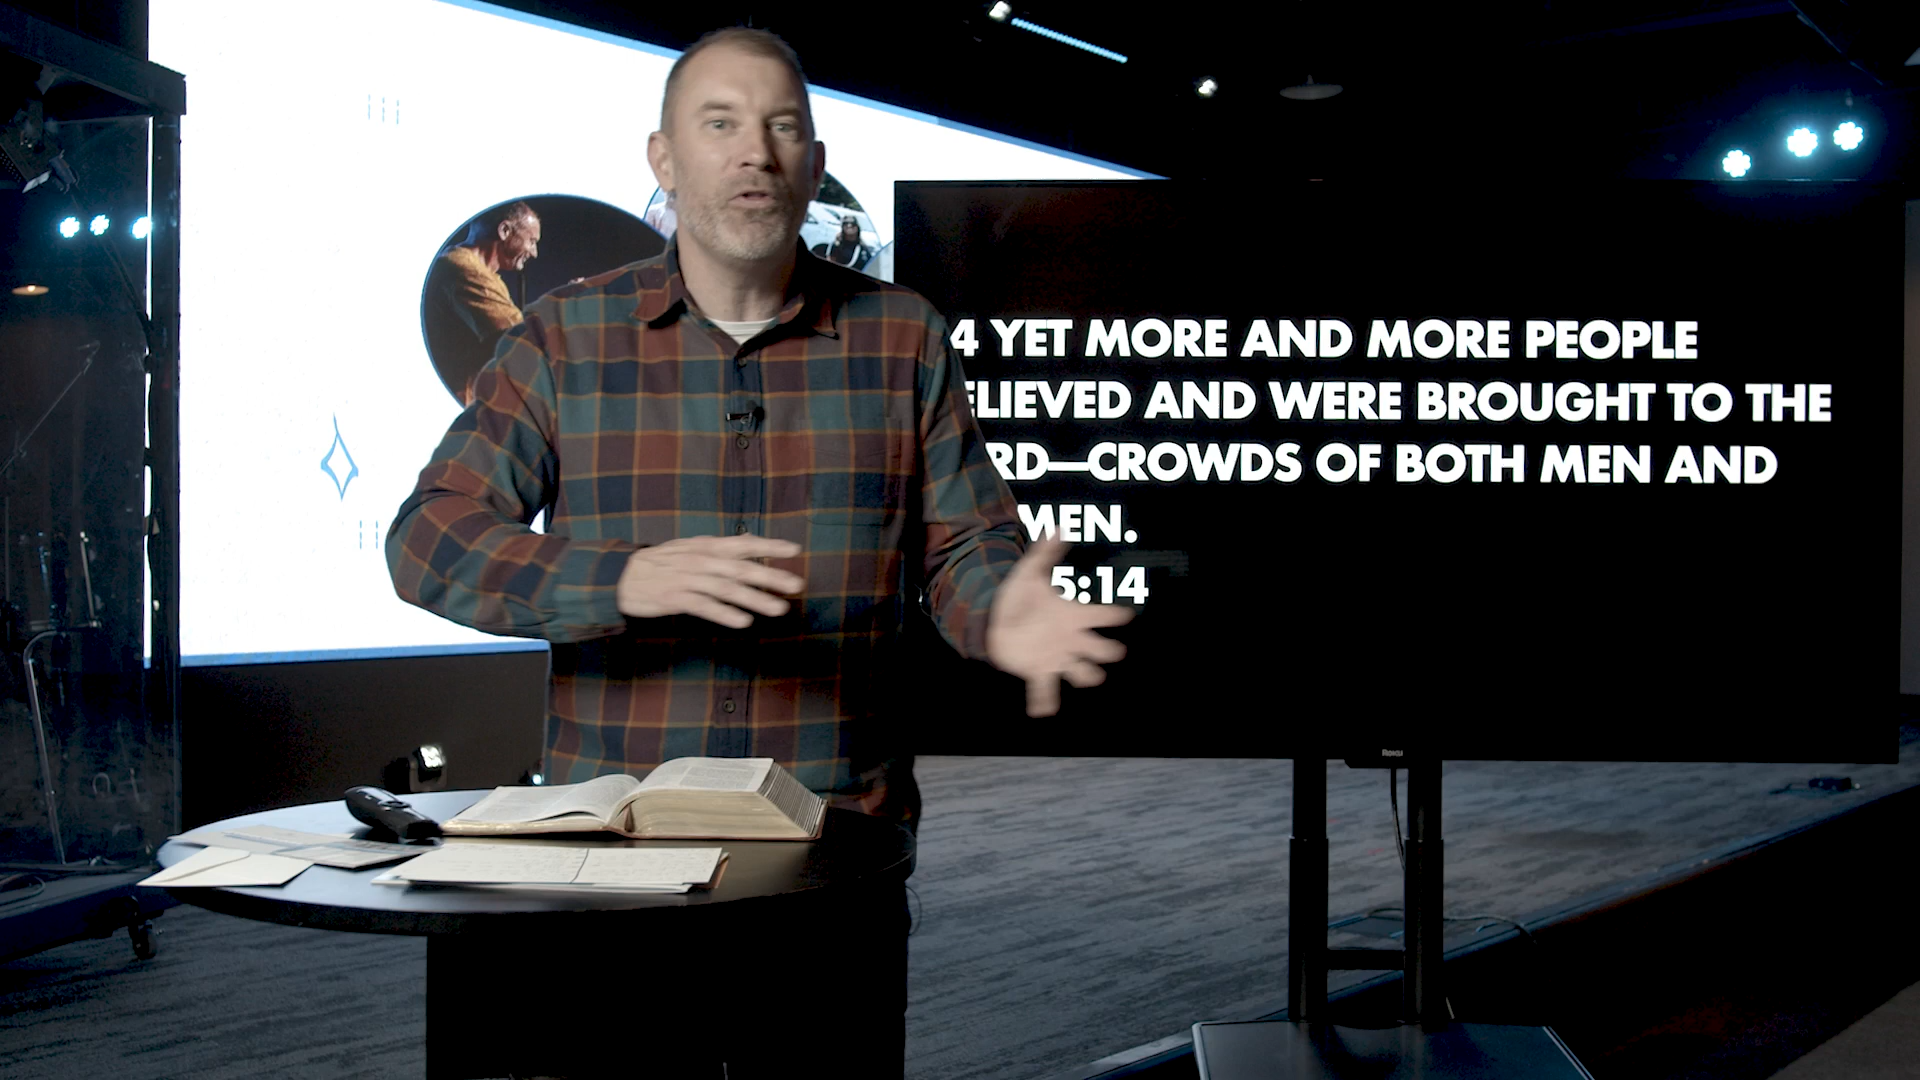 4 YET MORE AND MORE PEOPLE
ELIEVED AND WERE BROUGHT TO THE
RD—CROWDS OF BOTH MEN AND
MEN.
5:14
Roku